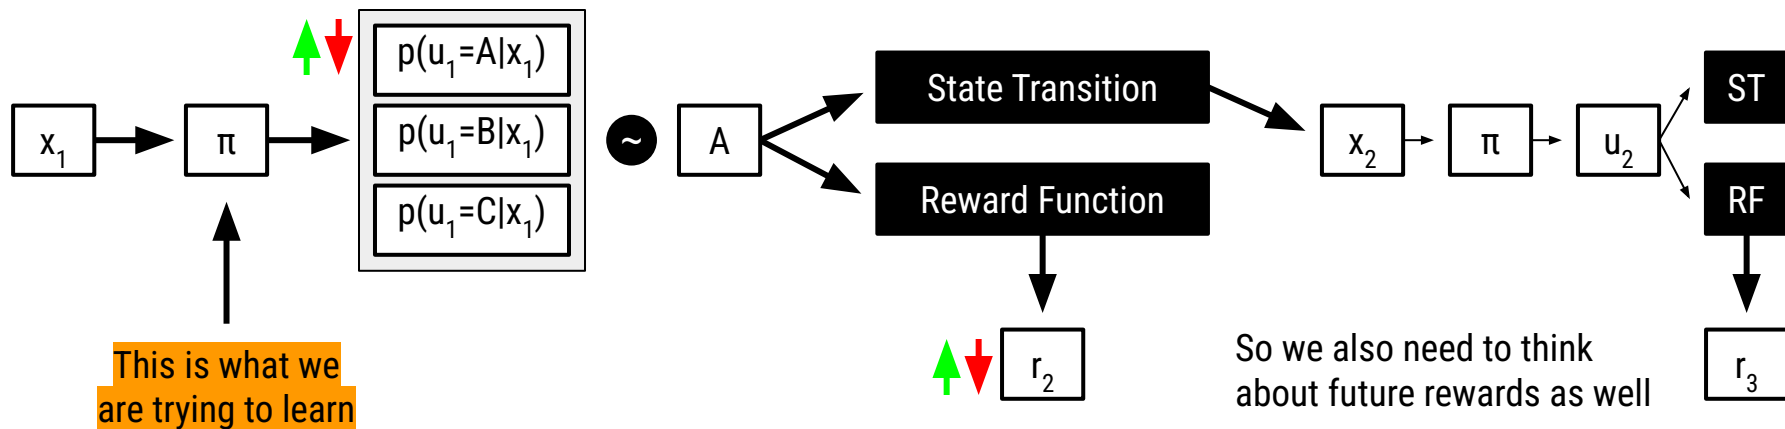 x₁
π
p(u₁=A|x₁)
p(u₁=B|x₁)
p(u₁=C|x₁)
~
A
State Transition
Reward Function
x₂
π
u₂
ST
RF
This is what we
are trying to learn
r₂
So we also need to think
about future rewards as well
r₃